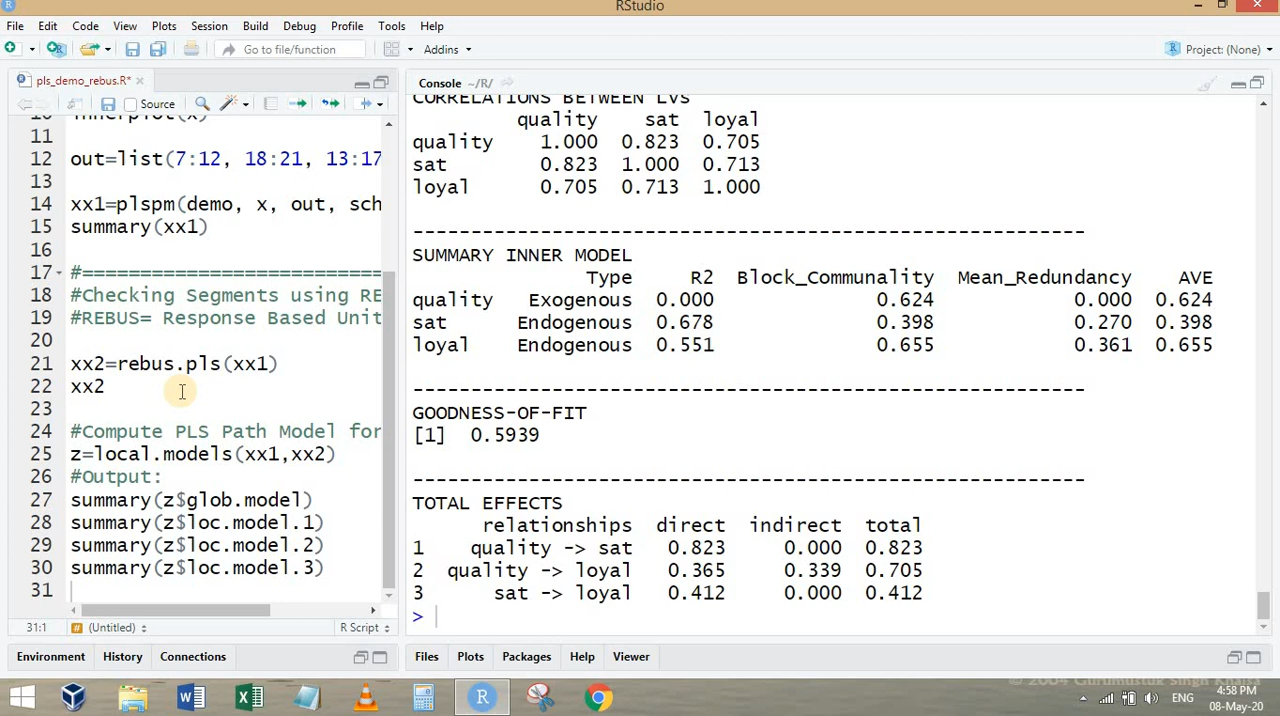 RStudio
File Edit Code View Plots Session Build Debug Profile Tools Help
Go to file/function Addins Project: (None)
pls_demo_rebus.R*
Source
10 innerplot(x)
11
12 out=list(7:12, 18:21, 13:17
13
14 xx1=plspm(demo, x, out, sch
15 summary(xx1)
16
17 #============================
18 #Checking Segments using RE
19 #REBUS= Response Based Unit
20
21 xx2=rebus.pls(xx1)
22 xx2
23
24 #Compute PLS Path Model for
25 z=local.models(xx1,xx2)
26 #Output:
27 summary(z$glob.model)
28 summary(z$loc.model.1)
29 summary(z$loc.model.2)
30 summary(z$loc.model.3)
31
31:1 # (Untitled) R Script
Environment History Connections
Console ~/R/
CORRELATIONS BETWEEN LVs
quality sat loyal
quality 1.000 0.823 0.705
sat 0.823 1.000 0.713
loyal 0.705 0.713 1.000
----------------------------------------------------------
SUMMARY INNER MODEL
Type R2 Block_Communality Mean_Redundancy AVE
quality Exogenous 0.000 0.624 0.000 0.624
sat Endogenous 0.678 0.398 0.270 0.398
loyal Endogenous 0.551 0.655 0.361 0.655
----------------------------------------------------------
GOODNESS-OF-FIT
[1] 0.5939
----------------------------------------------------------
TOTAL EFFECTS
relationships direct indirect total
1 quality -> sat 0.823 0.000 0.823
2 quality -> loyal 0.365 0.339 0.705
3 sat -> loyal 0.412 0.000 0.412
>
Files Plots Packages Help Viewer
© 2004 Gurumustuk Singh Khalsa
ENG
4:58 PM
08-May-20